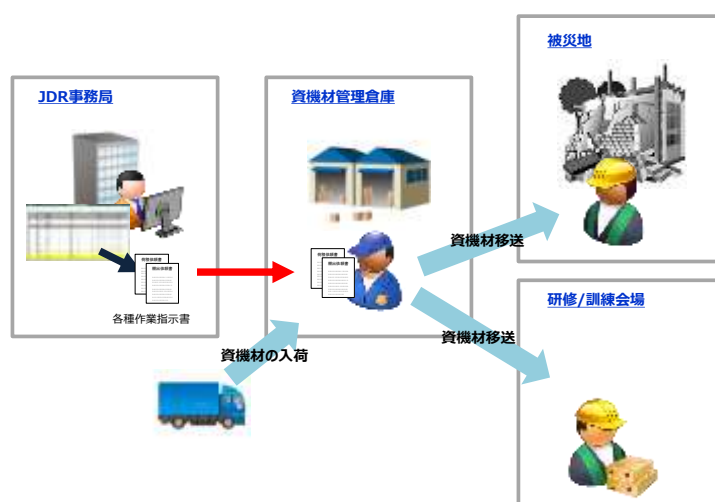 被災地
JDR事務局
資機材管理倉庫
各種作業指示書
資機材の入荷
資機材移送
資機材移送
研修/訓練会場